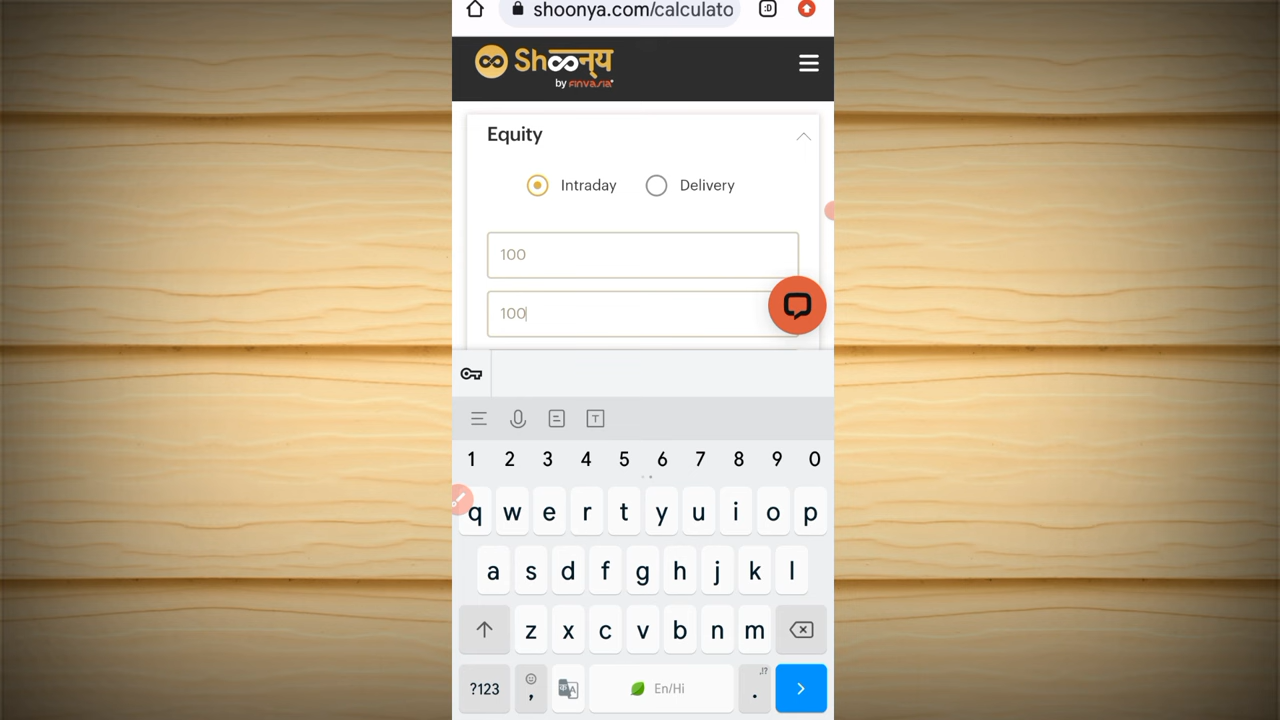 shoonya.com/calculato
:D
Shoonय
by FINVASIA
Equity
Intraday
Delivery
100
100
1 2 3 4 5 6 7 8 9 0
q w e r t y u i o p
a s d f g h j k l
z x c v b n m
?123 , En/Hi . ,!?